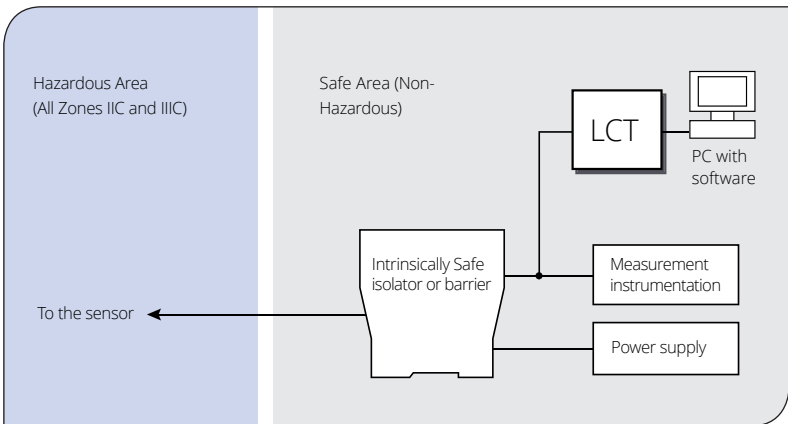 Hazardous Area
(All Zones IIC and IIIC)
Safe Area (Non-
Hazardous)
LCT
PC with
software
Intrinsically Safe
isolator or barrier
Measurement
instrumentation
To the sensor
Power supply